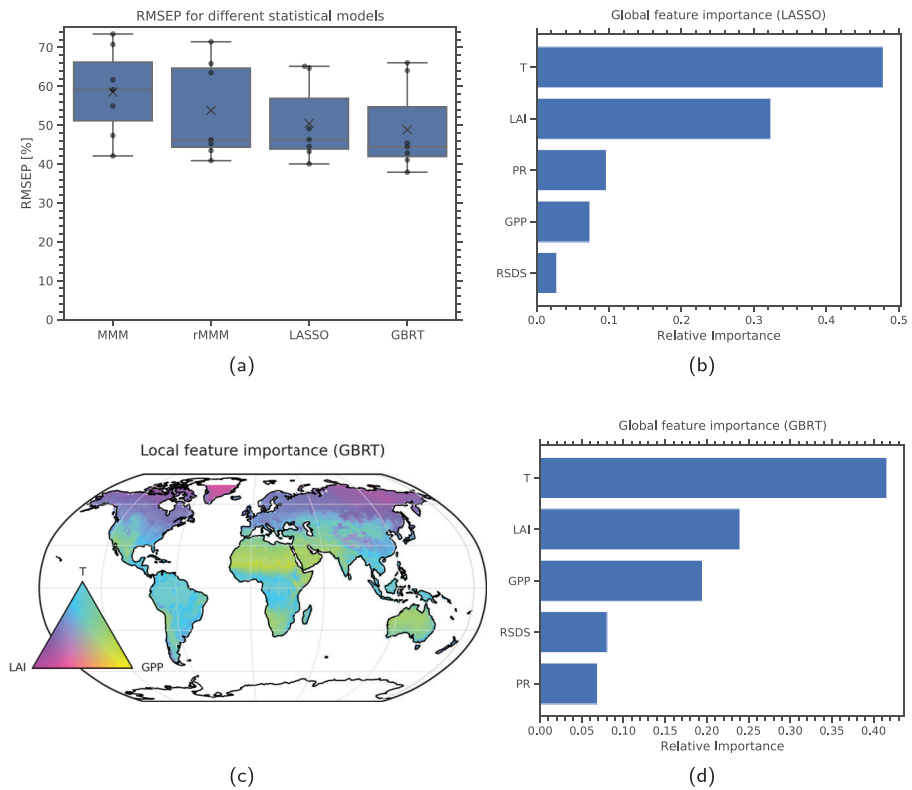 RMSEP for different statistical models
RMSEP [%]
70
60
50
40
30
20
10
0
MMM rMMM LASSO GBRT
(a)
Global feature importance (LASSO)
T
LAI
PR
GPP
RSDS
0.0 0.1 0.2 0.3 0.4 0.5
Relative Importance
(b)
Local feature importance (GBRT)
T
LAI GPP
(c)
Global feature importance (GBRT)
T
LAI
GPP
RSDS
PR
0.00 0.05 0.10 0.15 0.20 0.25 0.30 0.35 0.40
Relative Importance
(d)